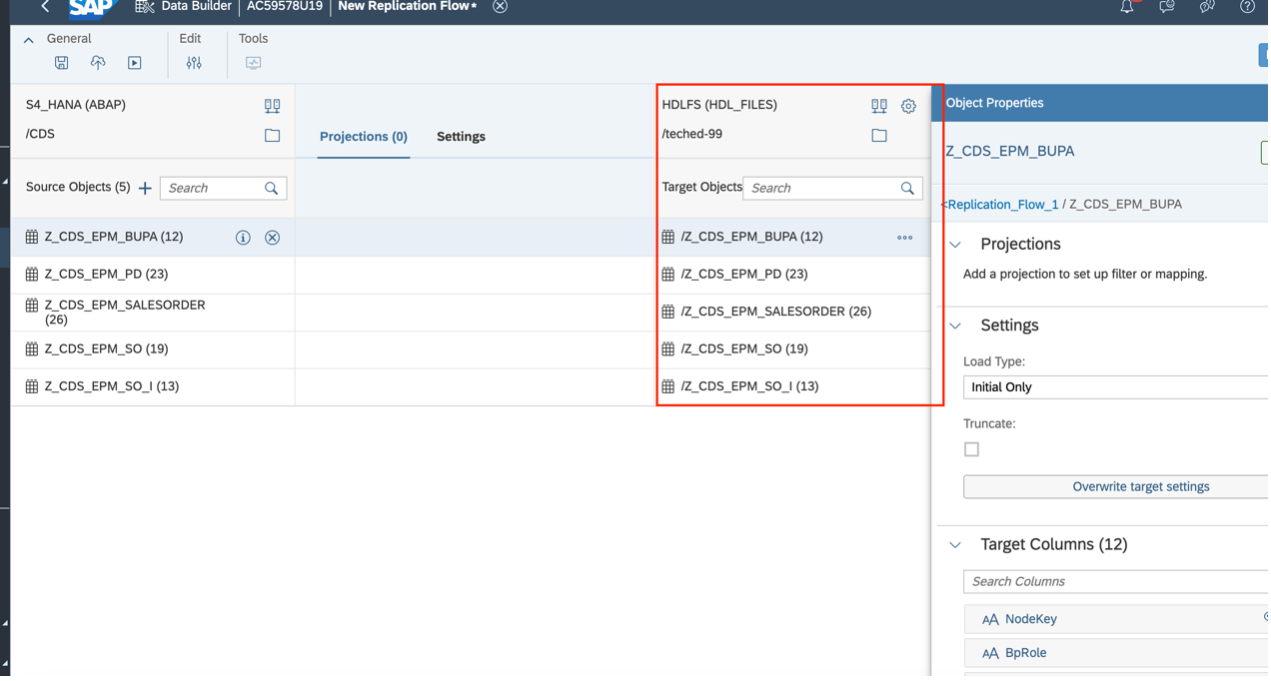 SAP Data Builder AC59578U19 New Replication Flow*
General Edit Tools
S4_HANA (ABAP)
/CDS
Projections (0) Settings
HDLFS (HDL_FILES)
/teched-99
Source Objects (5) Search
Target Objects Search
Z_CDS_EPM_BUPA (12) /Z_CDS_EPM_BUPA (12)
Z_CDS_EPM_PD (23) /Z_CDS_EPM_PD (23)
Z_CDS_EPM_SALESORDER
(26)
/Z_CDS_EPM_SALESORDER (26)
Z_CDS_EPM_SO (19) /Z_CDS_EPM_SO (19)
Z_CDS_EPM_SO_I (13) /Z_CDS_EPM_SO_I (13)
Object Properties
Z_CDS_EPM_BUPA
Replication_Flow_1 / Z_CDS_EPM_BUPA
Projections
Add a projection to set up filter or mapping.
Settings
Load Type:
Initial Only
Truncate:
Overwrite target settings
Target Columns (12)
Search Columns
AA NodeKey
AA BpRole